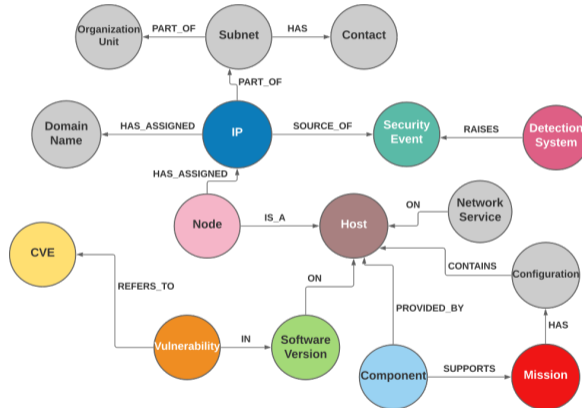 Organization
Unit
PART_OF
Subnet
HAS
Contact
PART_OF
Domain
Name
HAS_ASSIGNED
IP
SOURCE_OF
Security
Event
RAISES
Detection
System
HAS_ASSIGNED
Node
IS_A
Host
ON
Network
Service
CVE
REFERS_TO
ON
CONTAINS
Configuration
PROVIDED_BY
HAS
Vulnerability
IN
Software
Version
Component
SUPPORTS
Mission